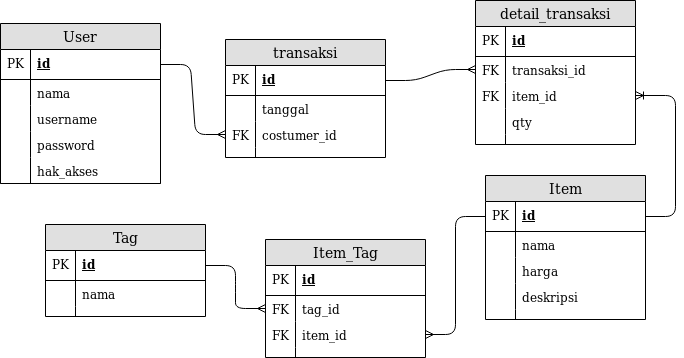 User
PK id
nama
username
password
hak_akses
transaksi
PK id
tanggal
FK costumer_id
detail_transaksi
PK id
FK transaksi_id
FK item_id
qty
Item
PK id
nama
harga
deskripsi
Tag
PK id
nama
Item_Tag
PK id
FK tag_id
FK item_id